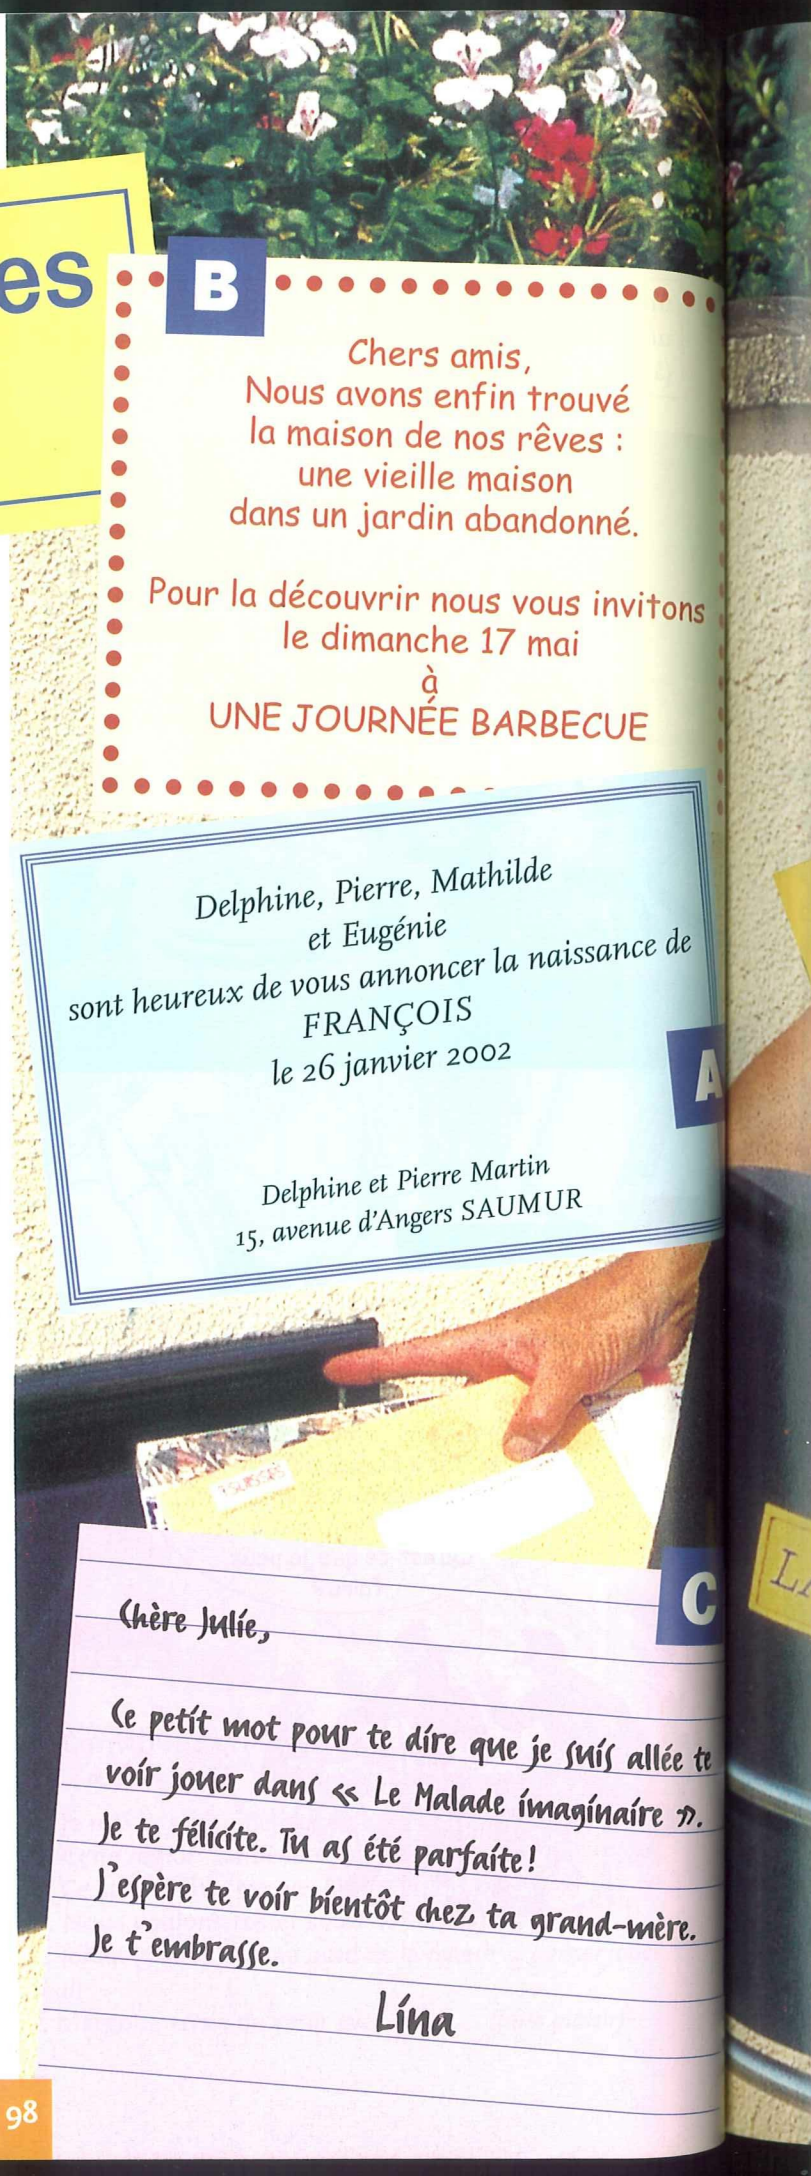 es
B
Chers amis,
Nous avons enfin trouvé
la maison de nos rêves :
une vieille maison
dans un jardin abandonné.
Pour la découvrir nous vous invitons
le dimanche 17 mai
à
UNE JOURNÉE BARBECUE
Delphine, Pierre, Mathilde
et Eugénie
sont heureux de vous annoncer la naissance de
FRANÇOIS
le 26 janvier 2002
A
Delphine et Pierre Martin
15, avenue d'Angers SAUMUR
3 SUISSES
C
Chère Julie,
Ce petit mot pour te dire que je suis allée te
voir jouer dans « Le Malade imaginaire ».
Je te félicite. Tu as été parfaite !
J'espère te voir bientôt chez ta grand-mère.
Je t'embrasse.
Lina
98